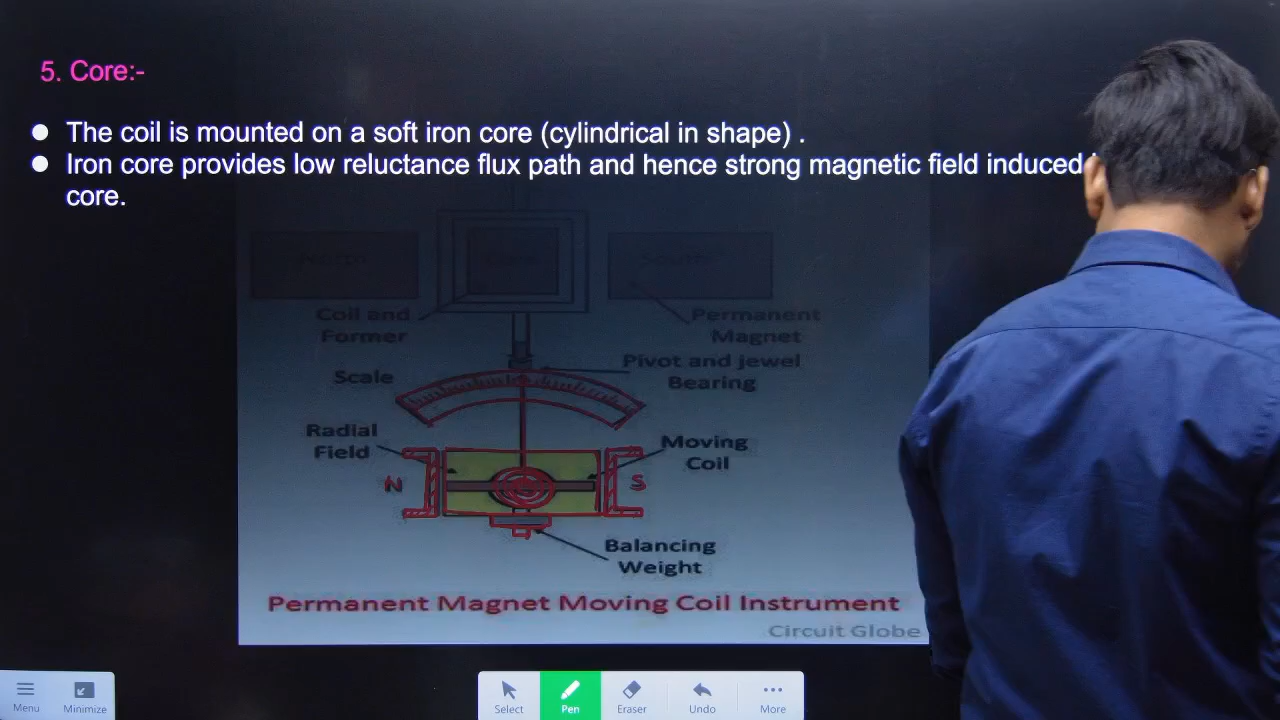 5. Core:-
The coil is mounted on a soft iron core (cylindrical in shape) .
Iron core provides low reluctance flux path and hence strong magnetic field induced
core.
North
Core
South
Coil and
Former
Permanent
Magnet
Pivot and jewel
Bearing
Scale
Radial
Field
Moving
Coil
N
S
Balancing
Weight
Permanent Magnet Moving Coil Instrument
Circuit Globe
Menu
Minimize
Select
Pen
Eraser
Undo
More